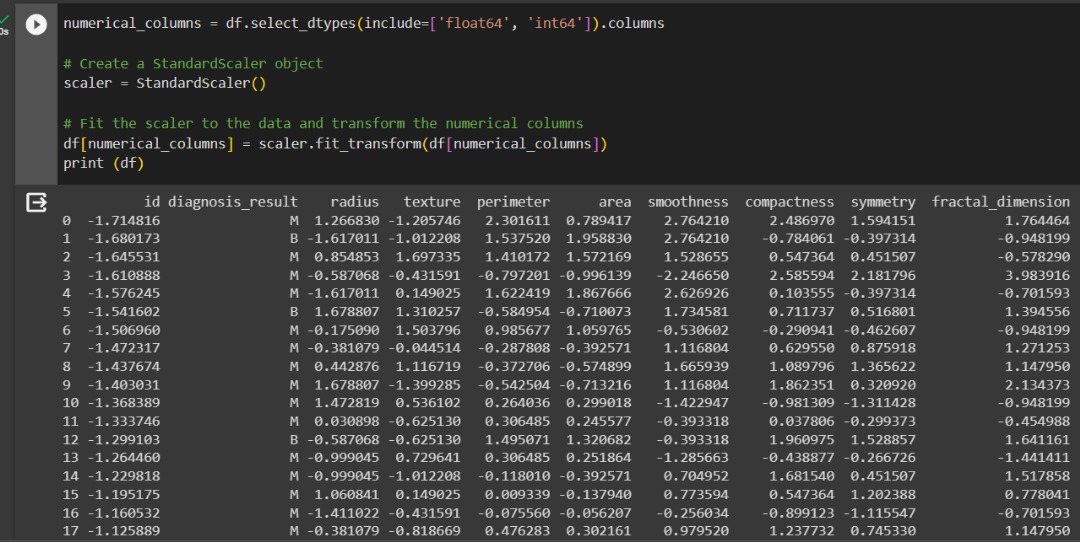 0s
numerical_columns = df.select_dtypes(include=['float64', 'int64']).columns
# Create a StandardScaler object
scaler = StandardScaler()
# Fit the scaler to the data and transform the numerical columns
df[numerical_columns] = scaler.fit_transform(df[numerical_columns])
print (df)
id diagnosis_result radius texture perimeter area smoothness compactness symmetry fractal_dimension
0 -1.714816 M 1.266830 -1.205746 2.301611 0.789417 2.764210 2.486970 1.594151 1.764464
1 -1.680173 B -1.617011 -1.012208 1.537520 1.958830 2.764210 -0.784061 -0.397314 -0.948199
2 -1.645531 M 0.854853 1.697335 1.410172 1.572169 1.528655 0.547364 0.451507 -0.578290
3 -1.610888 M -0.587068 -0.431591 -0.797201 -0.996139 -2.246650 2.585594 2.181796 3.983916
4 -1.576245 M -1.617011 0.149025 1.622419 1.867666 2.626926 0.103555 -0.397314 -0.701593
5 -1.541602 B 1.678807 1.310257 -0.584954 -0.710073 1.734581 0.711737 0.516801 1.394556
6 -1.506960 M -0.175090 1.503796 0.985677 1.059765 -0.530602 -0.290941 -0.462607 -0.948199
7 -1.472317 M -0.381079 -0.044514 -0.287808 -0.392571 1.116804 0.629550 0.875918 1.271253
8 -1.437674 M 0.442876 1.116719 -0.372706 -0.574899 1.665939 1.089796 1.365622 1.147950
9 -1.403031 M 1.678807 -1.399285 -0.542504 -0.713216 1.116804 1.862351 0.320920 2.134373
10 -1.368389 M 1.472819 0.536102 0.264036 0.299018 -1.422947 -0.981309 -1.311428 -0.948199
11 -1.333746 M 0.030898 -0.625130 0.306485 0.245577 -0.393318 0.037806 -0.299373 -0.454988
12 -1.299103 B -0.587068 -0.625130 1.495071 1.320682 -0.393318 1.960975 1.528857 1.641161
13 -1.264460 M -0.999045 0.729641 0.306485 0.251864 -1.285663 -0.438877 -0.266726 -1.441411
14 -1.229818 M -0.999045 -1.012208 -0.118010 -0.392571 0.704952 1.681540 0.451507 1.517858
15 -1.195175 M 1.060841 0.149025 0.009339 -0.137940 0.773594 0.547364 1.202388 0.778041
16 -1.160532 M -1.411022 -0.431591 -0.075560 -0.056207 -0.256034 -0.899123 -1.115547 -0.701593
17 -1.125889 M -0.381079 -0.818669 0.476283 0.302161 0.979520 1.237732 0.745330 1.147950